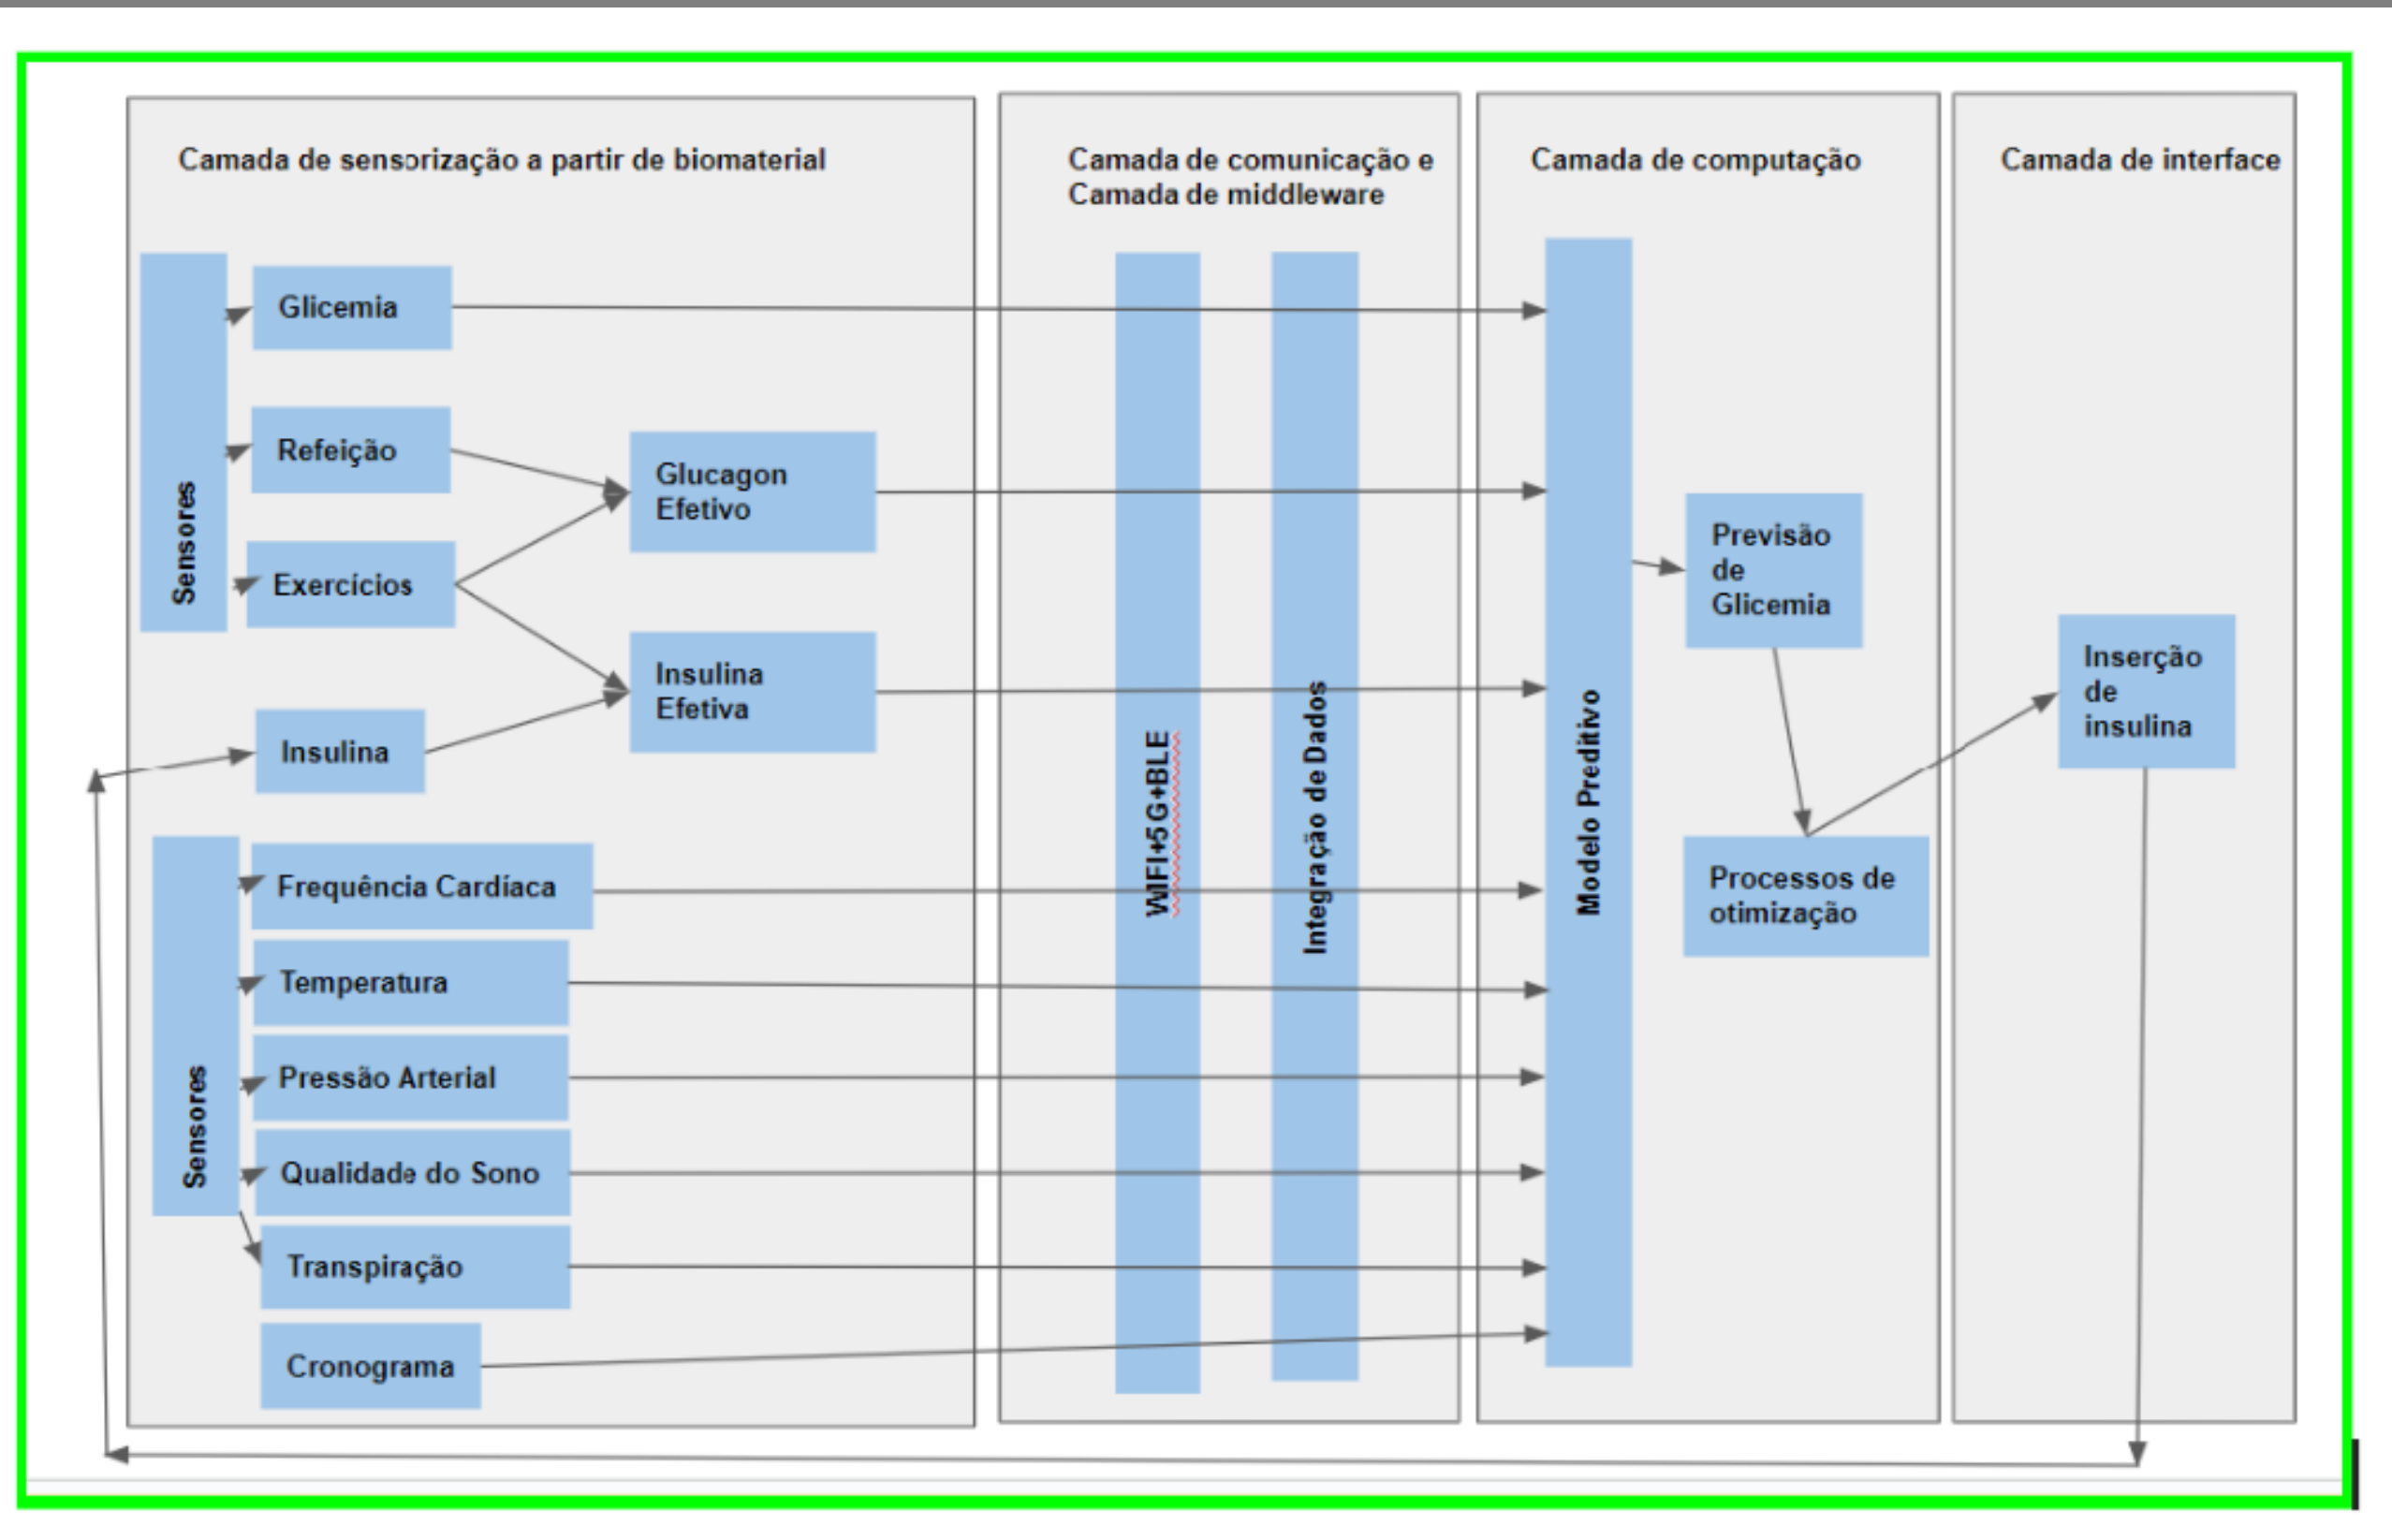 Camada de sensorização a partir de biomaterial
Camada de comunicação e
Camada de middleware
Camada de computação
Camada de interface
Sensores
Glicemia
Refeição
Exercícios
Glucagon
Efetivo
Insulina
Efetiva
Insulina
Sensores
Frequência Cardíaca
Temperatura
Pressão Arterial
Qualidade do Sono
Transpiração
Cronograma
WIFI+5G+BLE
Integração de Dados
Modelo Preditivo
Previsão
de
Glicemia
Processos de
otimização
Inserção
de
insulina